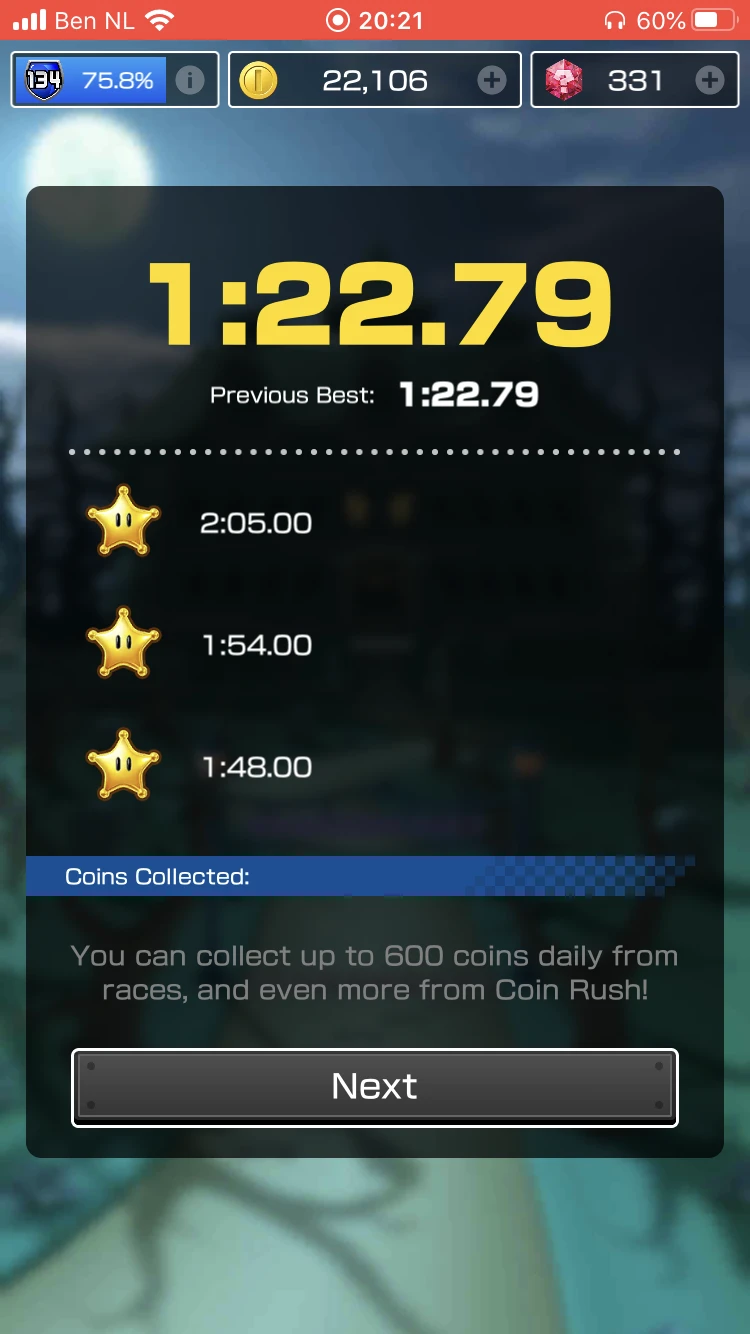 Ben NL 20:21 60%
134 75.8% i 22,106 331
1:22.79
Previous Best: 1:22.79
2:05.00
1:54.00
1:48.00
Coins Collected:
You can collect up to 600 coins daily from
races, and even more from Coin Rush!
Next